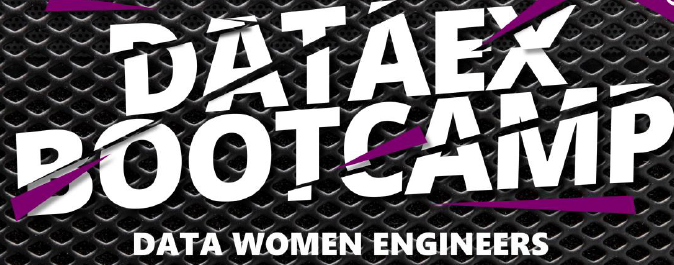 DATAEX
BOOTCAMP
DATA WOMEN ENGINEERS